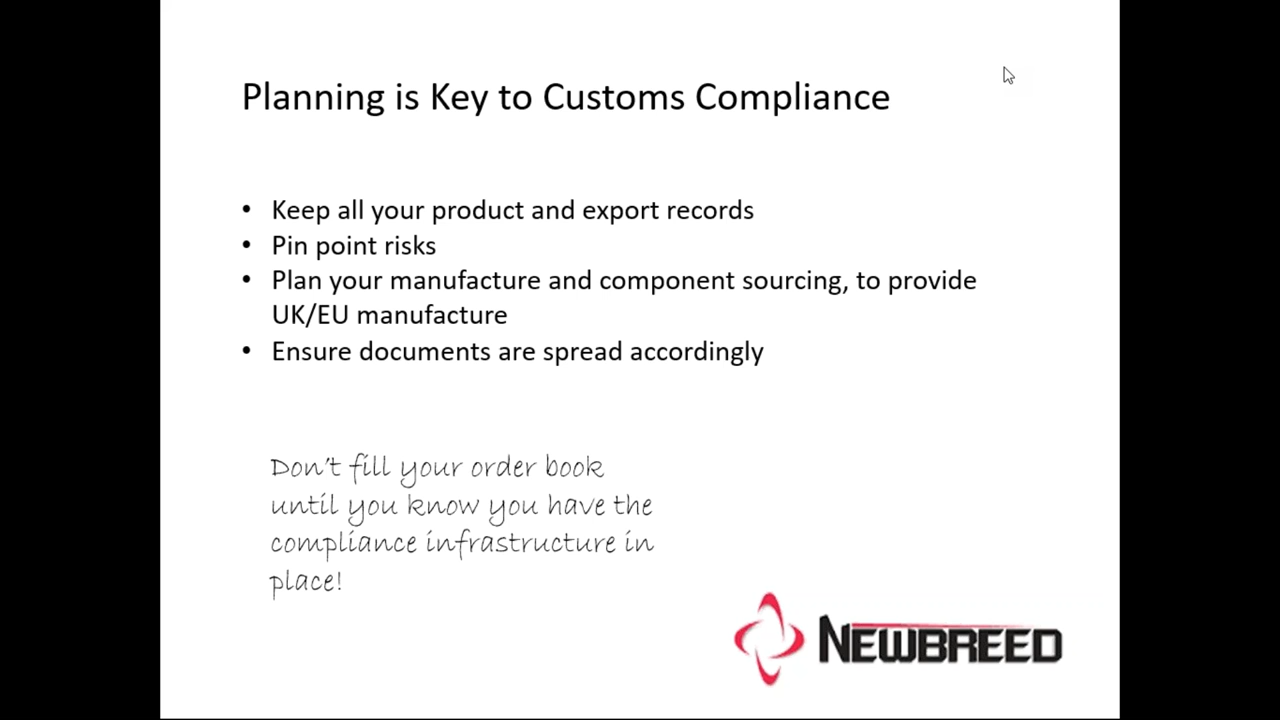 Planning is Key to Customs Compliance
• Keep all your product and export records
• Pin point risks
• Plan your manufacture and component sourcing, to provide
UK/EU manufacture
• Ensure documents are spread accordingly
Don't fill your order book
until you know you have the
compliance infrastructure in
place!
NEWBREED